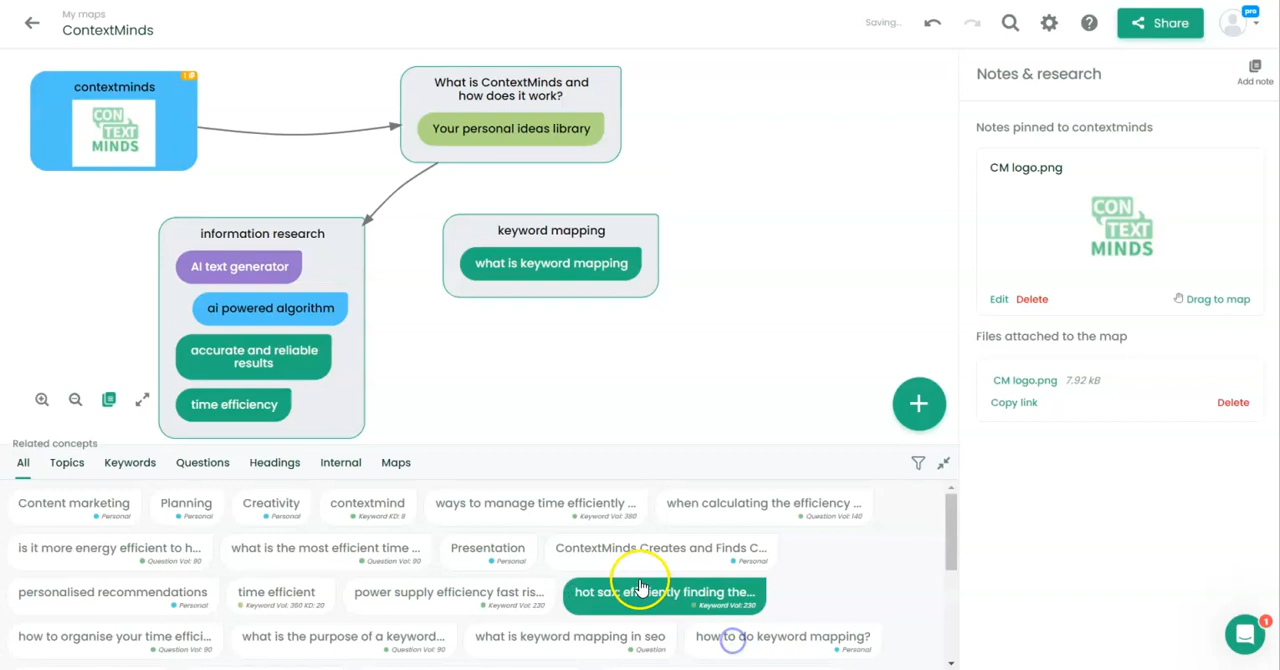 My maps
ContextMinds
Saving..
Share
pro
contextminds
1
CON
TEXT
MINDS
What is ContextMinds and
how does it work?
Your personal ideas library
information research
AI text generator
ai powered algorithm
accurate and reliable
results
time efficiency
keyword mapping
what is keyword mapping
Notes & research
Add note
Notes pinned to contextminds
CM logo.png
CON
TEXT
MINDS
Edit Delete
Drag to map
Files attached to the map
CM logo.png 7.92 kB
Copy link
Delete
Related concepts
All Topics Keywords Questions Headings Internal Maps
Content marketing
Personal
Planning
Personal
Creativity
Personal
contextmind
Keyword KD: 8
ways to manage time efficiently ...
Keyword Vol: 380
when calculating the efficiency ...
Question Vol: 140
is it more energy efficient to h...
Question Vol: 90
what is the most efficient time ...
Question Vol: 90
Presentation
Personal
ContextMinds Creates and Finds C...
Personal
personalised recommendations
Personal
time efficient
Keyword Vol: 360 KD: 20
power supply efficiency fast ris...
Keyword Vol: 230
hot sax: efficiently finding the...
Keyword Vol: 230
how to organise your time effici...
Question Vol: 90
what is the purpose of a keyword...
Question Vol: 90
what is keyword mapping in seo
Question
how to do keyword mapping?
Personal
1